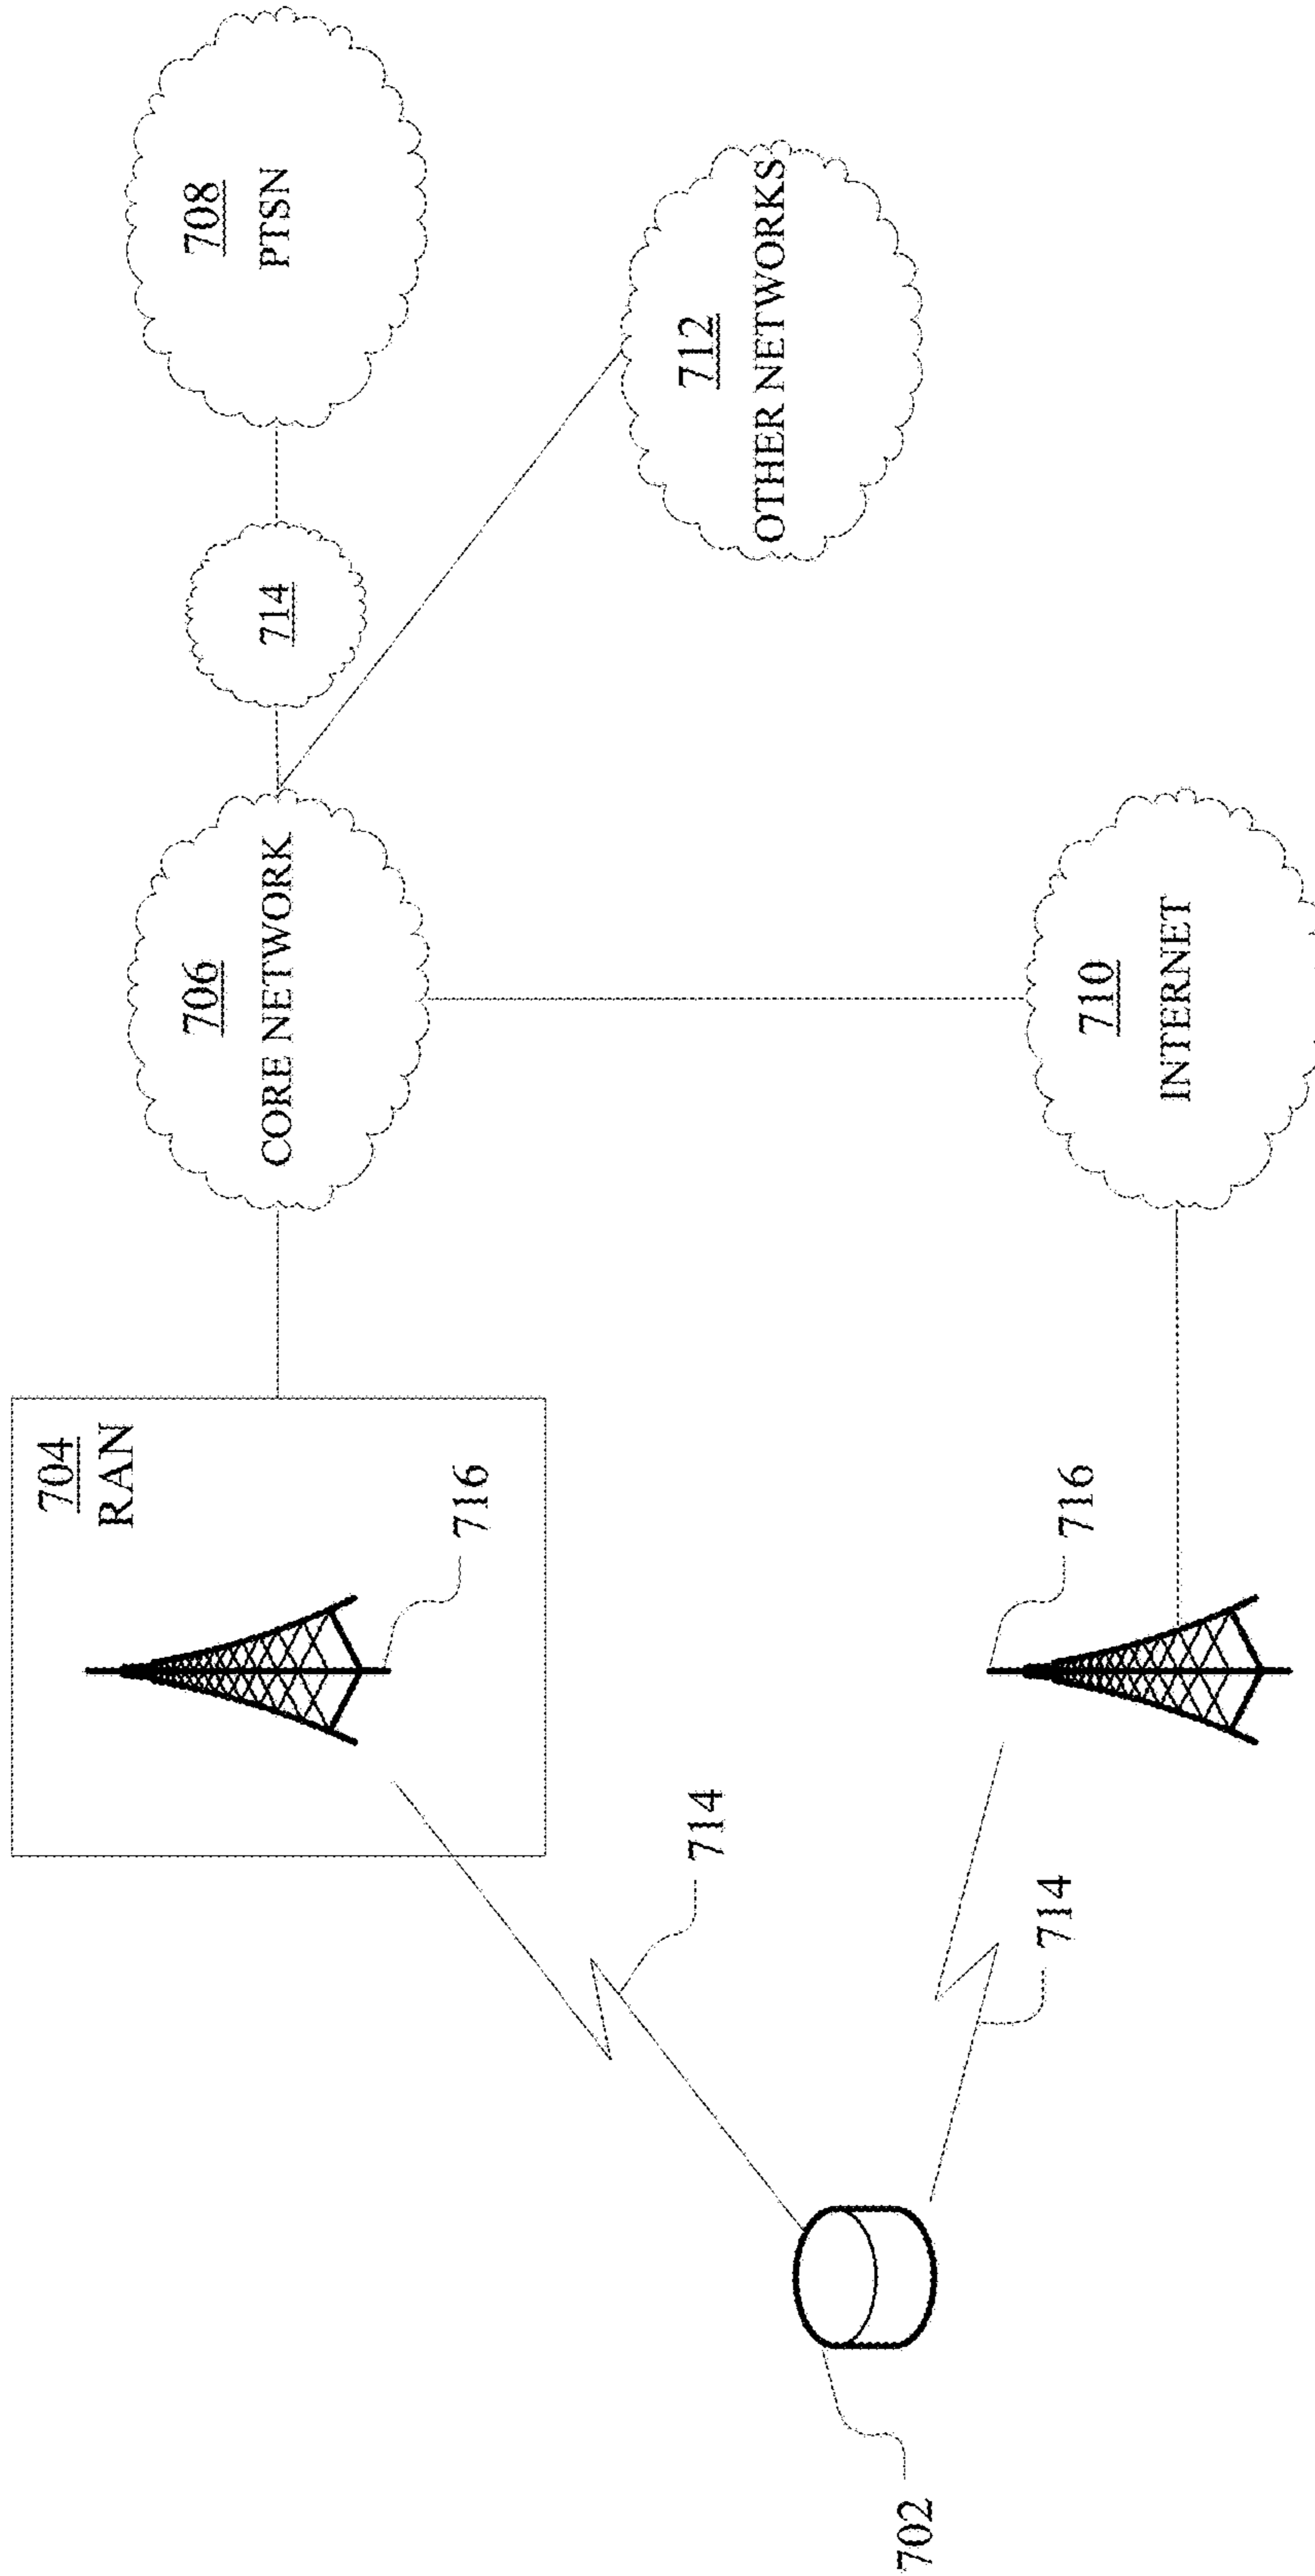 704
RAN
716
706
CORE NETWORK
714
708
PTSN
712
OTHER NETWORKS
714
702
714
716
710
INTERNET